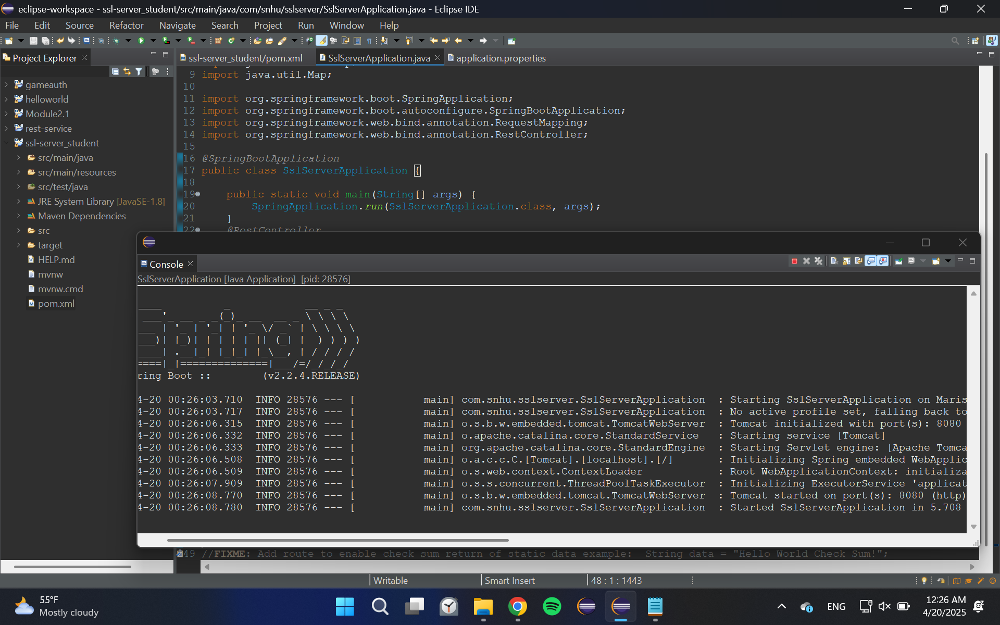 eclipse-workspace - ssl-server_student/src/main/java/com/snhu/sslserver/SslServerApplication.java - Eclipse IDE
File Edit Source Refactor Navigate Search Project Run Window Help
Project Explorer
ssl-server_student/pom.xml
SslServerApplication.java
application.properties
gameauth
helloworld
Module2.1
rest-service
ssl-server_student
src/main/java
src/main/resources
src/test/java
JRE System Library [JavaSE-1.8]
Maven Dependencies
src
target
HELP.md
mvnw
mvnw.cmd
pom.xml
9 import java.util.Map;
10
11 import org.springframework.boot.SpringApplication;
12 import org.springframework.boot.autoconfigure.SpringBootApplication;
13 import org.springframework.web.bind.annotation.RequestMapping;
14 import org.springframework.web.bind.annotation.RestController;
15
16 @SpringBootApplication
17 public class SslServerApplication {
18
19 public static void main(String[] args) {
20 SpringApplication.run(SslServerApplication.class, args);
21 }
22 @RestController
Console
SslServerApplication [Java Application] [pid: 28576]
ring Boot :: (v2.2.4.RELEASE)
4-20 00:26:03.710 INFO 28576 --- [ main] com.snhu.sslserver.SslServerApplication : Starting SslServerApplication on Maris
4-20 00:26:03.717 INFO 28576 --- [ main] com.snhu.sslserver.SslServerApplication : No active profile set, falling back to
4-20 00:26:06.315 INFO 28576 --- [ main] o.s.b.w.embedded.tomcat.TomcatWebServer : Tomcat initialized with port(s): 8080
4-20 00:26:06.332 INFO 28576 --- [ main] o.apache.catalina.core.StandardService : Starting service [Tomcat]
4-20 00:26:06.333 INFO 28576 --- [ main] org.apache.catalina.core.StandardEngine : Starting Servlet engine: [Apache Tomca
4-20 00:26:06.508 INFO 28576 --- [ main] o.a.c.c.C.[Tomcat].[localhost].[/] : Initializing Spring embedded WebApplic
4-20 00:26:06.509 INFO 28576 --- [ main] o.s.web.context.ContextLoader : Root WebApplicationContext: initializa
4-20 00:26:07.909 INFO 28576 --- [ main] o.s.s.concurrent.ThreadPoolTaskExecutor : Initializing ExecutorService 'applicat
4-20 00:26:08.770 INFO 28576 --- [ main] o.s.b.w.embedded.tomcat.TomcatWebServer : Tomcat started on port(s): 8080 (http)
4-20 00:26:08.780 INFO 28576 --- [ main] com.snhu.sslserver.SslServerApplication : Started SslServerApplication in 5.708
49 //FIXME: Add route to enable check sum return of static data example: String data = "Hello World Check Sum!";
Writable
Smart Insert
48 : 1 : 1443
55°F
Mostly cloudy
ENG
12:26 AM
4/20/2025